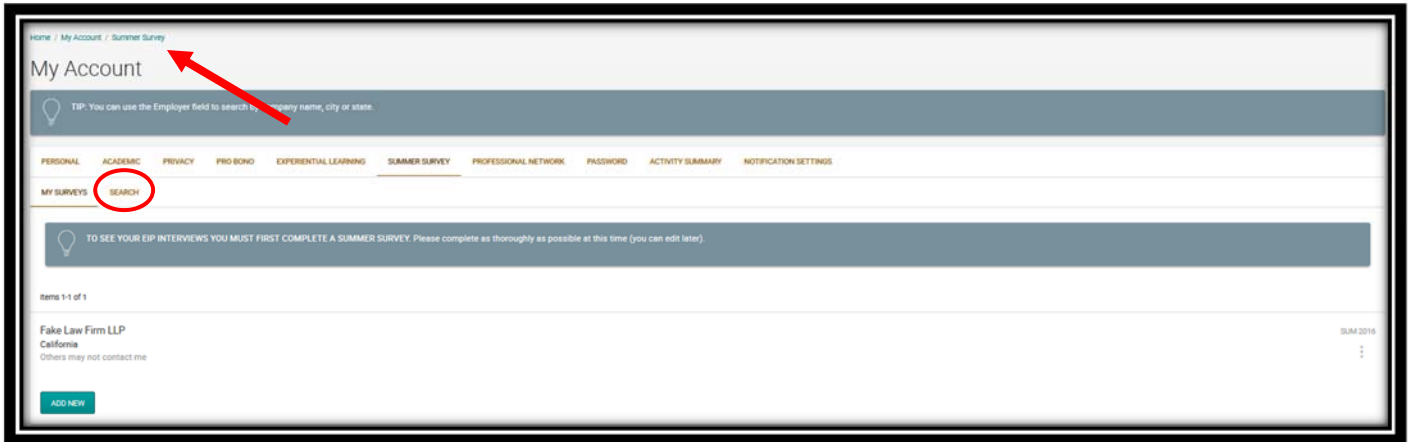 Home / My Account / Summer Survey
My Account
TIP: You can use the Employer field to search by company name, city or state.
PERSONAL ACADEMIC PRIVACY PRO BONO EXPERIENTIAL LEARNING SUMMER SURVEY PROFESSIONAL NETWORK PASSWORD ACTIVITY SUMMARY NOTIFICATION SETTINGS
MY SURVEYS SEARCH
TO SEE YOUR EIP INTERVIEWS YOU MUST FIRST COMPLETE A SUMMER SURVEY. Please complete as thoroughly as possible at this time (you can edit later).
Items 1-1 of 1
Fake Law Firm LLP SUM 2016
California
Others may not contact me
ADD NEW